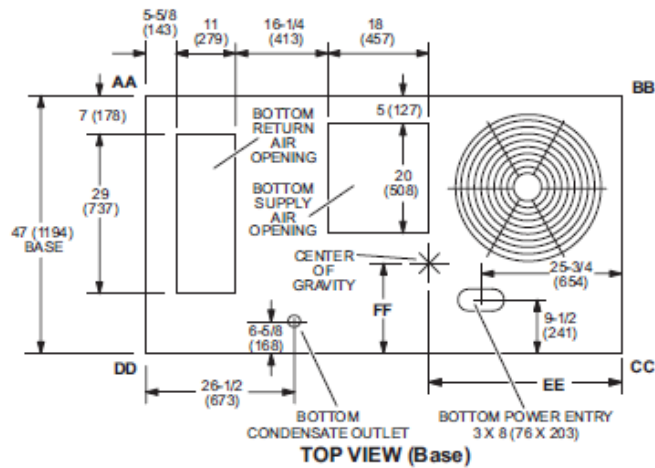 5-5/8
(143)
11
(279)
16-1/4
(413)
18
(457)
AA
BB
7 (178)
BOTTOM
RETURN
AIR
OPENING
5 (127)
29
(737)
20
(508)
BOTTOM
SUPPLY
AIR
OPENING
47 (1194)
BASE
CENTER
OF
GRAVITY
25-3/4
(654)
FF
9-1/2
(241)
6-5/8
(168)
DD
CC
26-1/2
(673)
EE
BOTTOM
CONDENSATE OUTLET
BOTTOM POWER ENTRY
3 X 8 (76 X 203)
TOP VIEW (Base)